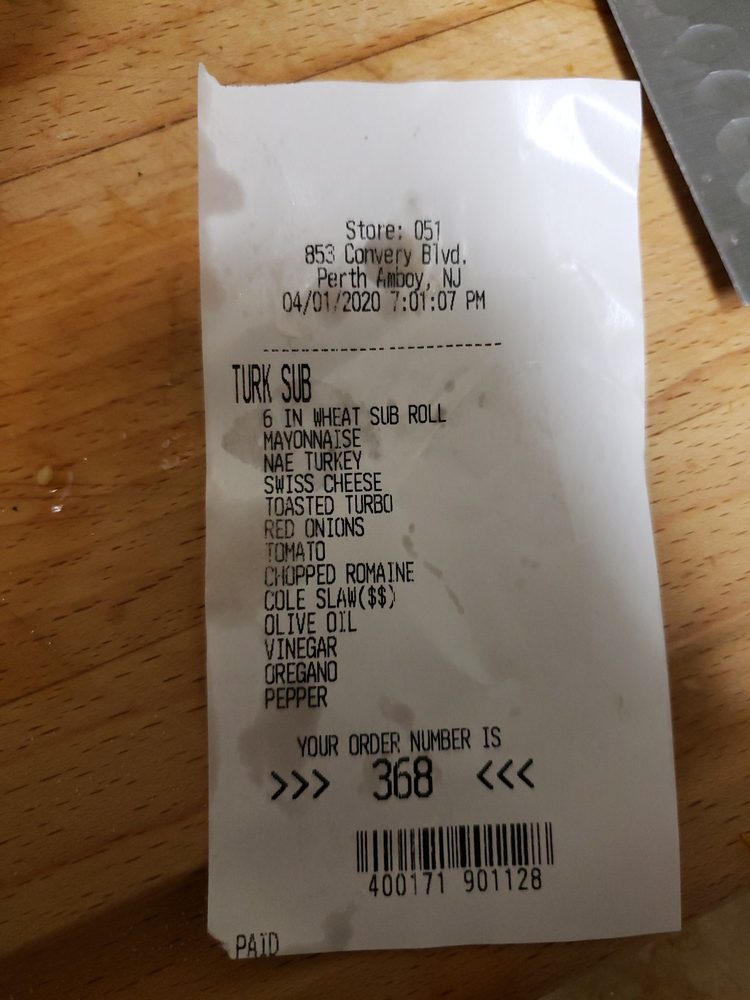 Store: 051
853 Convery Blvd.
Perth Amboy, NJ
04/01/2020 7:01:07 PM
------------------------------
TURK SUB
6 IN WHEAT SUB ROLL
MAYONNAISE
NAE TURKEY
SWISS CHEESE
TOASTED TURBO
RED ONIONS
TOMATO
CHOPPED ROMAINE
COLE SLAW($$)
OLIVE OIL
VINEGAR
OREGANO
PEPPER
YOUR ORDER NUMBER IS
>>> 368 <<<
400171 901128
PAID